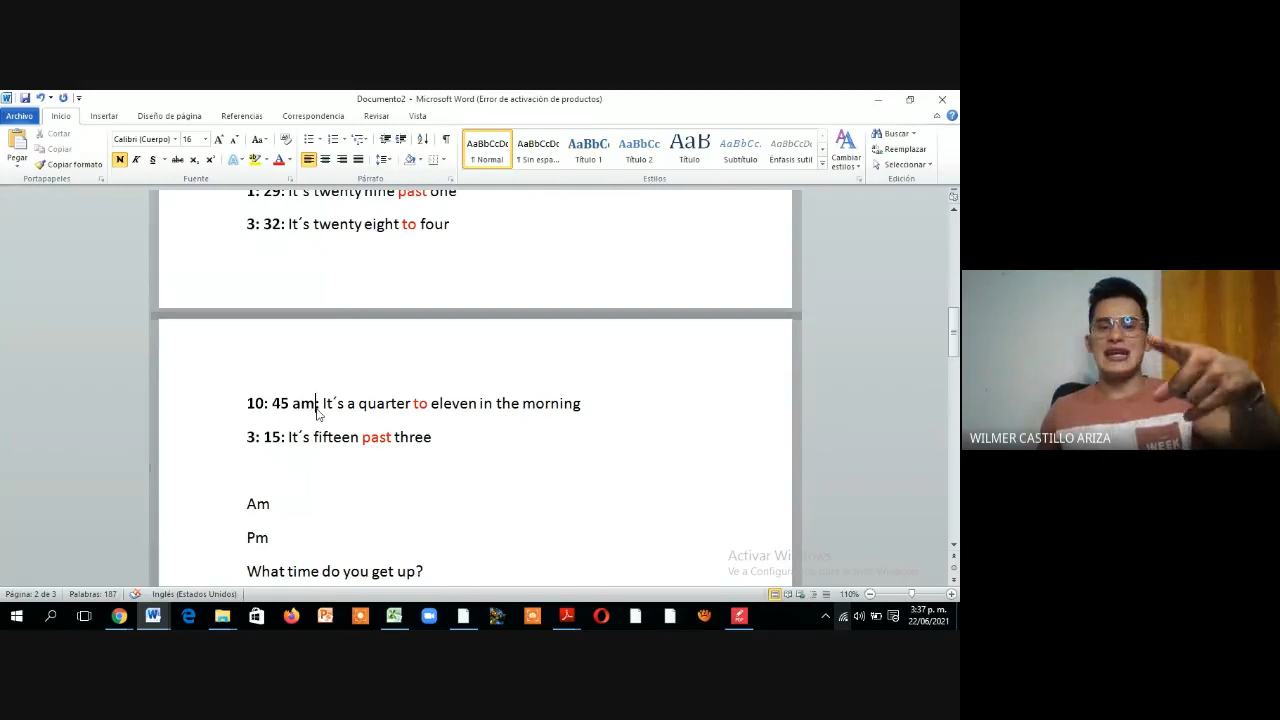 Documento2 - Microsoft Word (Error de activación de productos)
Archivo Inicio Insertar Diseño de página Referencias Correspondencia Revisar Vista
Pegar
Cortar
Copiar
Copiar formato
Portapapeles
Calibri (Cuerpo) 16
Fuente
Párrafo
AaBbCcDc AaBbCcDc AaBbC AaBbCc AaB AaBbCc. AaBbCcDc
¶ Normal ¶ Sin espa... Título 1 Título 2 Título Subtítulo Énfasis sutil
Estilos
Cambiar estilos
Buscar
Reemplazar
Seleccionar
Edición
1: 29: It´s twenty nine past one
3: 32: It´s twenty eight to four
10: 45 am: It´s a quarter to eleven in the morning
3: 15: It´s fifteen past three
Am
Pm
What time do you get up?
Activar Windows
Página: 2 de 3 Palabras: 187 Inglés (Estados Unidos) 110%
3:37 p. m.
22/06/2021
WILMER CASTILLO ARIZA
WEEK